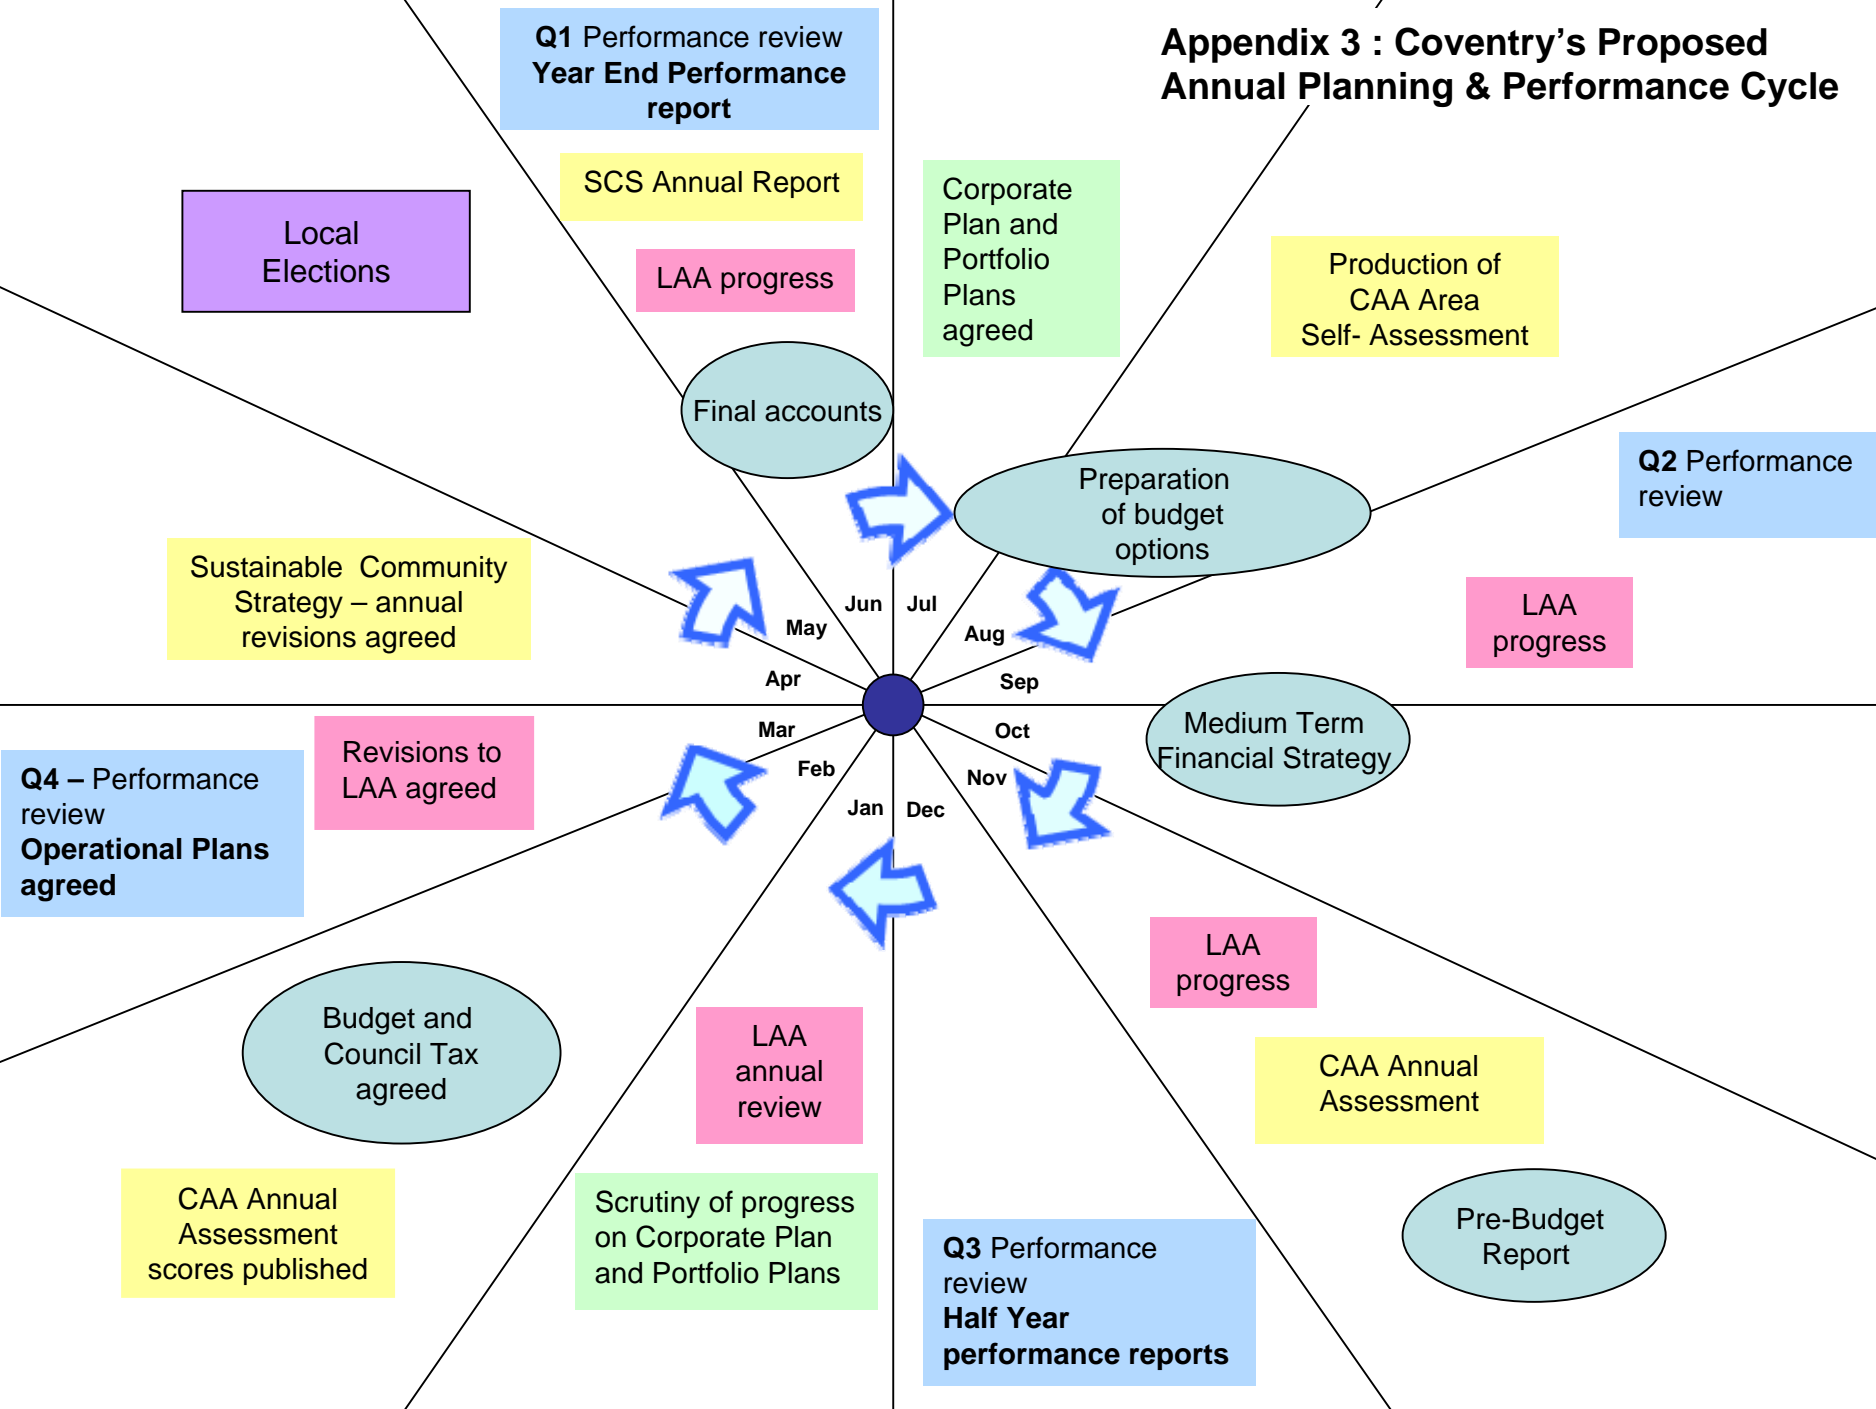 Appendix 3 : Coventry’s Proposed
Annual Planning & Performance Cycle
Q1 Performance review
Year End Performance
report
SCS Annual Report
LAA progress
Final accounts
Corporate
Plan and
Portfolio
Plans
agreed
Production of
CAA Area
Self- Assessment
Preparation
of budget
options
Q2 Performance
review
LAA
progress
Medium Term
Financial Strategy
Local
Elections
Sustainable  Community
Strategy – annual
revisions agreed
Jun
Jul
May
Aug
Apr
Sep
Mar
Oct
Feb
Nov
Jan
Dec
Revisions to
LAA agreed
Q4 – Performance
review
Operational Plans
agreed
Budget and
Council Tax
agreed
CAA Annual
Assessment
scores published
LAA
annual
review
Scrutiny of progress
on Corporate Plan
and Portfolio Plans
Q3 Performance
review
Half Year
performance reports
LAA
progress
CAA Annual
Assessment
Pre-Budget
Report